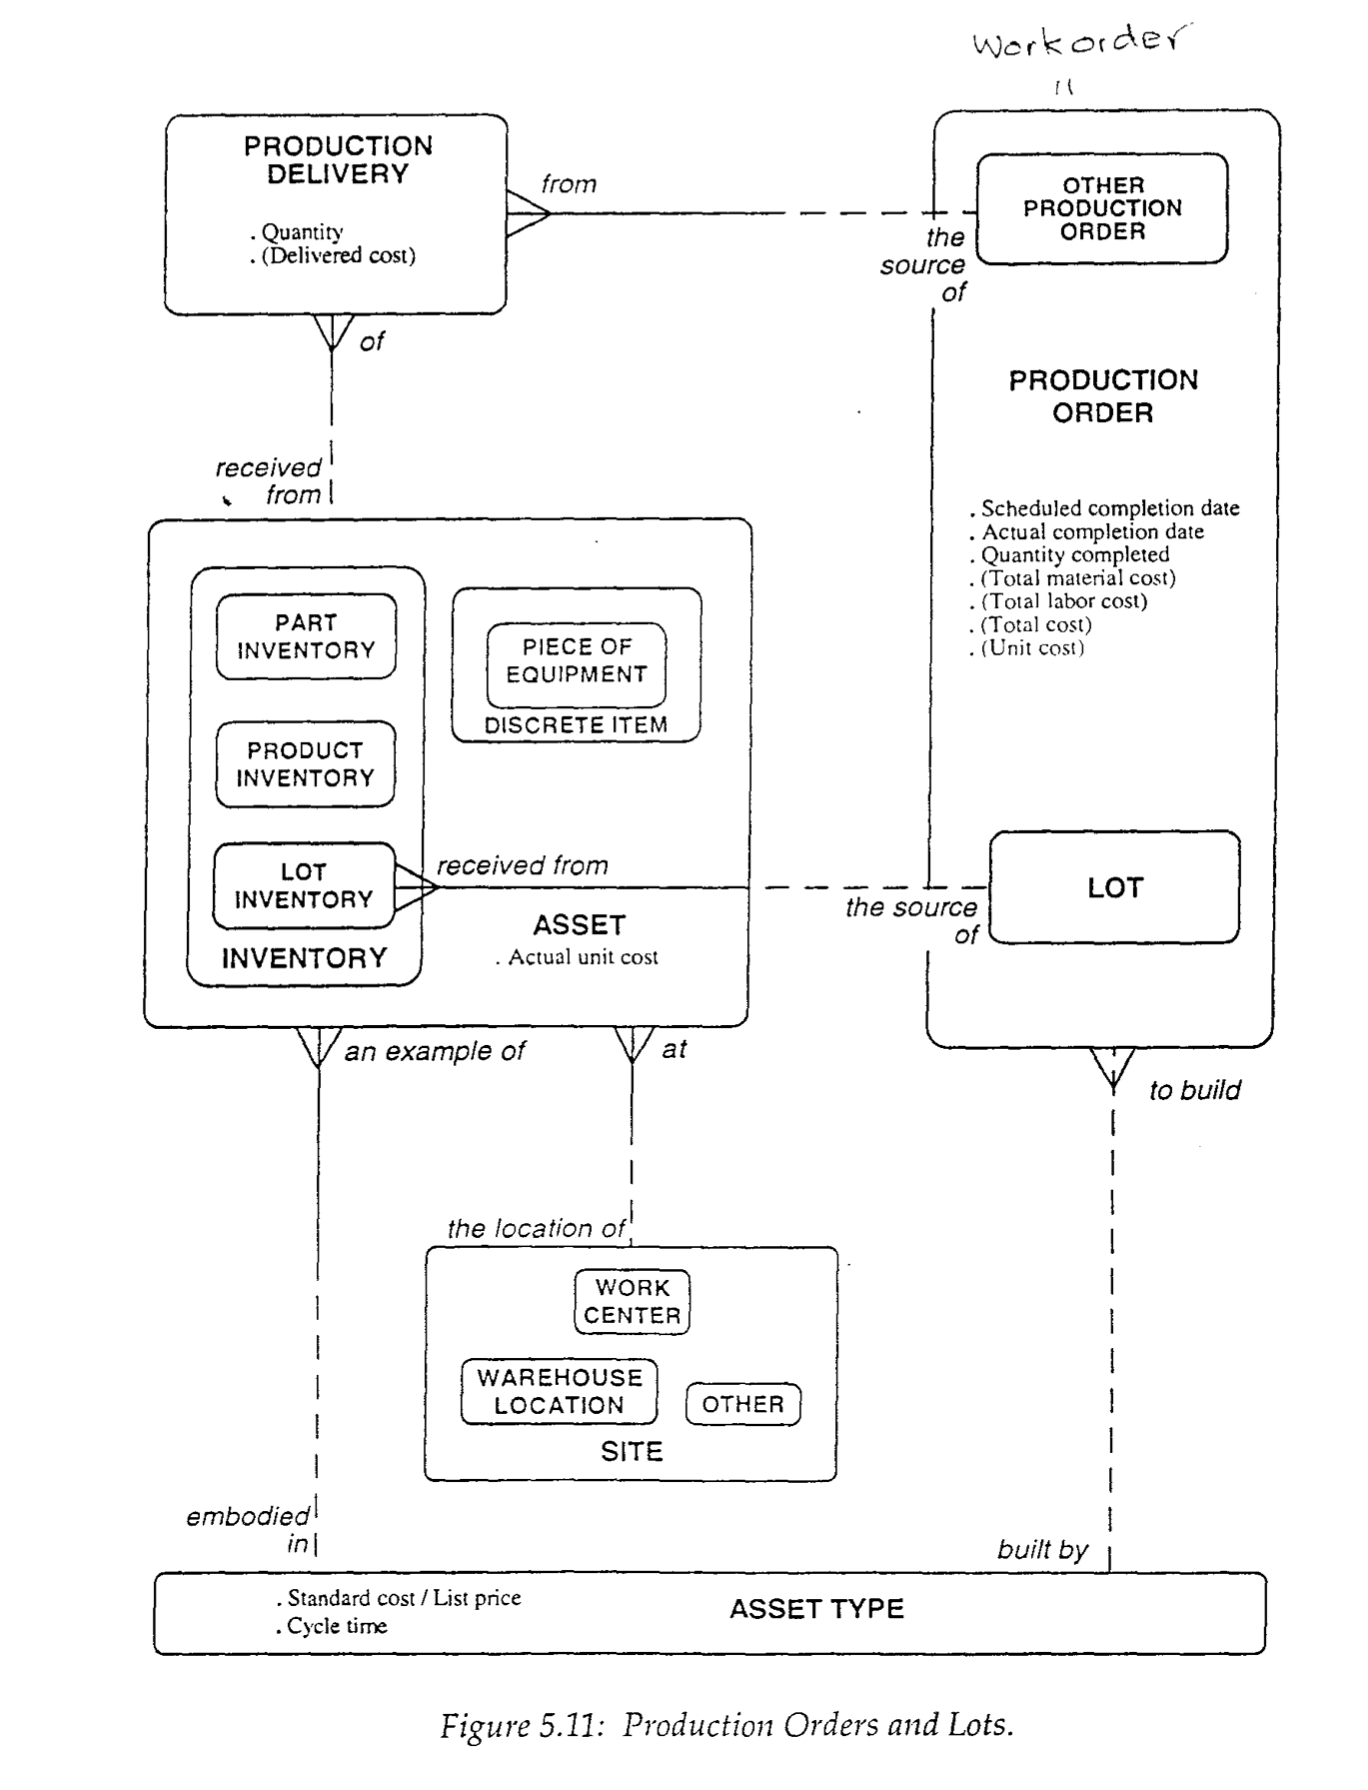 Workorder
"
PRODUCTION
DELIVERY
. Quantity
. (Delivered cost)
from
the
source
of
OTHER
PRODUCTION
ORDER
of
received
from
PRODUCTION
ORDER
. Scheduled completion date
. Actual completion date
. Quantity completed
. (Total material cost)
. (Total labor cost)
. (Total cost)
. (Unit cost)
PART
INVENTORY
PIECE OF
EQUIPMENT
DISCRETE ITEM
PRODUCT
INVENTORY
LOT
INVENTORY
received from
the source
of
LOT
INVENTORY
ASSET
. Actual unit cost
an example of
at
to build
the location of
WORK
CENTER
WAREHOUSE
LOCATION
OTHER
SITE
embodied
in
built by
. Standard cost / List price
. Cycle time
ASSET TYPE
Figure 5.11: Production Orders and Lots.